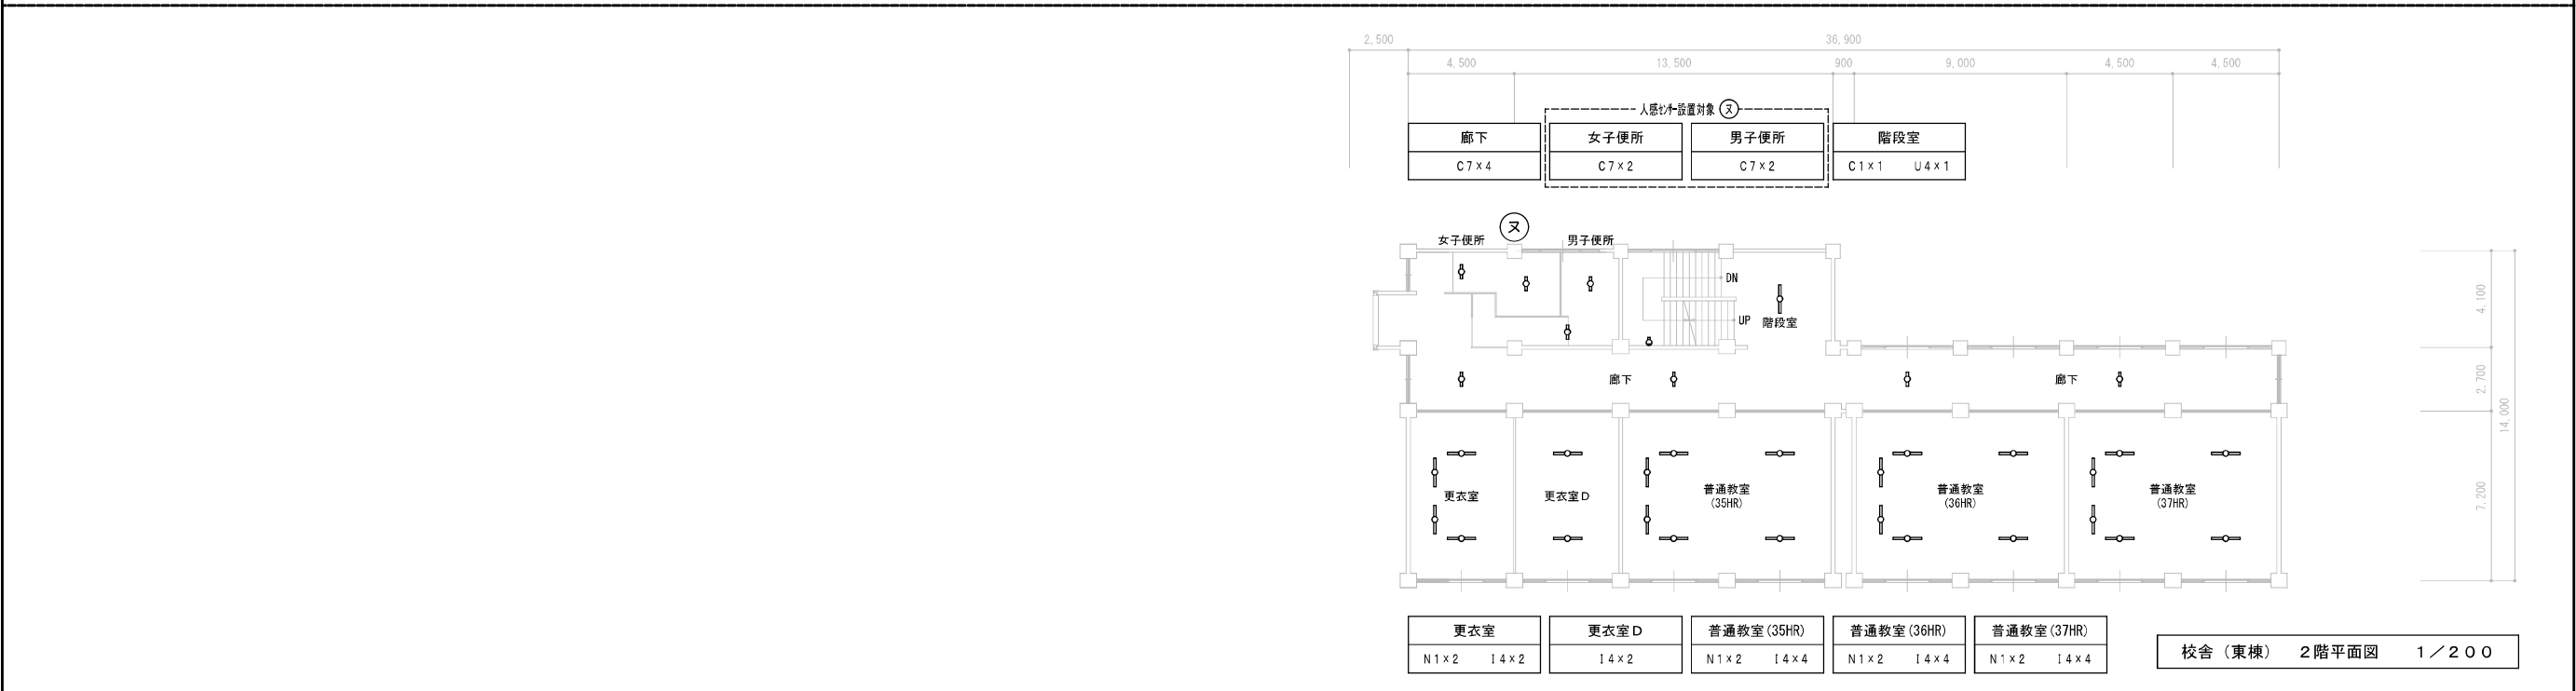 2,500
36,900
4,500
13,500
900
9,000
4,500
4,500
人感ｾﾝｻｰ設置対象 ヌ
廊下
女子便所
男子便所
階段室
C7×4
C7×2
C7×2
C1×1 U4×1
ヌ
女子便所
男子便所
DN
UP
階段室
廊下
廊下
4,100
2,700
14,000
7,200
更衣室
更衣室D
普通教室
(35HR)
普通教室
(36HR)
普通教室
(37HR)
更衣室
更衣室D
普通教室(35HR)
普通教室(36HR)
普通教室(37HR)
N1×2 I4×2
I4×2
N1×2 I4×4
N1×2 I4×4
N1×2 I4×4
校舎（東棟） ２階平面図 １／２００